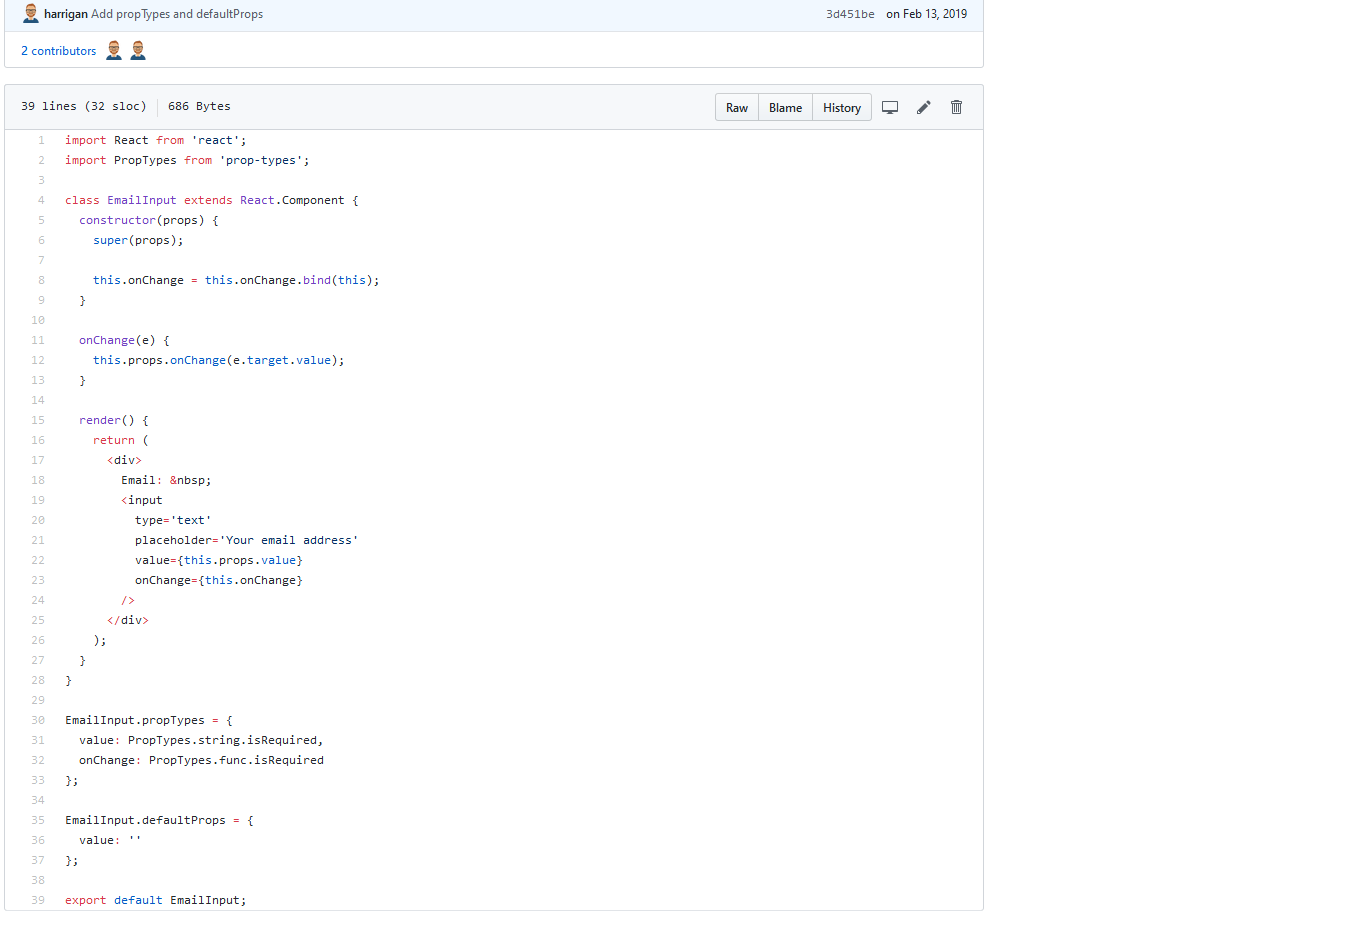 harrigan Add propTypes and defaultProps 3d451be on Feb 13, 2019
2 contributors
39 lines (32 sloc) 686 Bytes Raw Blame History
1 import React from 'react';
2 import PropTypes from 'prop-types';
3
4 class EmailInput extends React.Component {
5   constructor(props) {
6     super(props);
7
8     this.onChange = this.onChange.bind(this);
9   }
10
11   onChange(e) {
12     this.props.onChange(e.target.value);
13   }
14
15   render() {
16     return (
17       <div>
18         Email: &nbsp;
19         <input
20           type='text'
21           placeholder='Your email address'
22           value={this.props.value}
23           onChange={this.onChange}
24         />
25       </div>
26     );
27   }
28 }
29
30 EmailInput.propTypes = {
31   value: PropTypes.string.isRequired,
32   onChange: PropTypes.func.isRequired
33 };
34
35 EmailInput.defaultProps = {
36   value: ''
37 };
38
39 export default EmailInput;